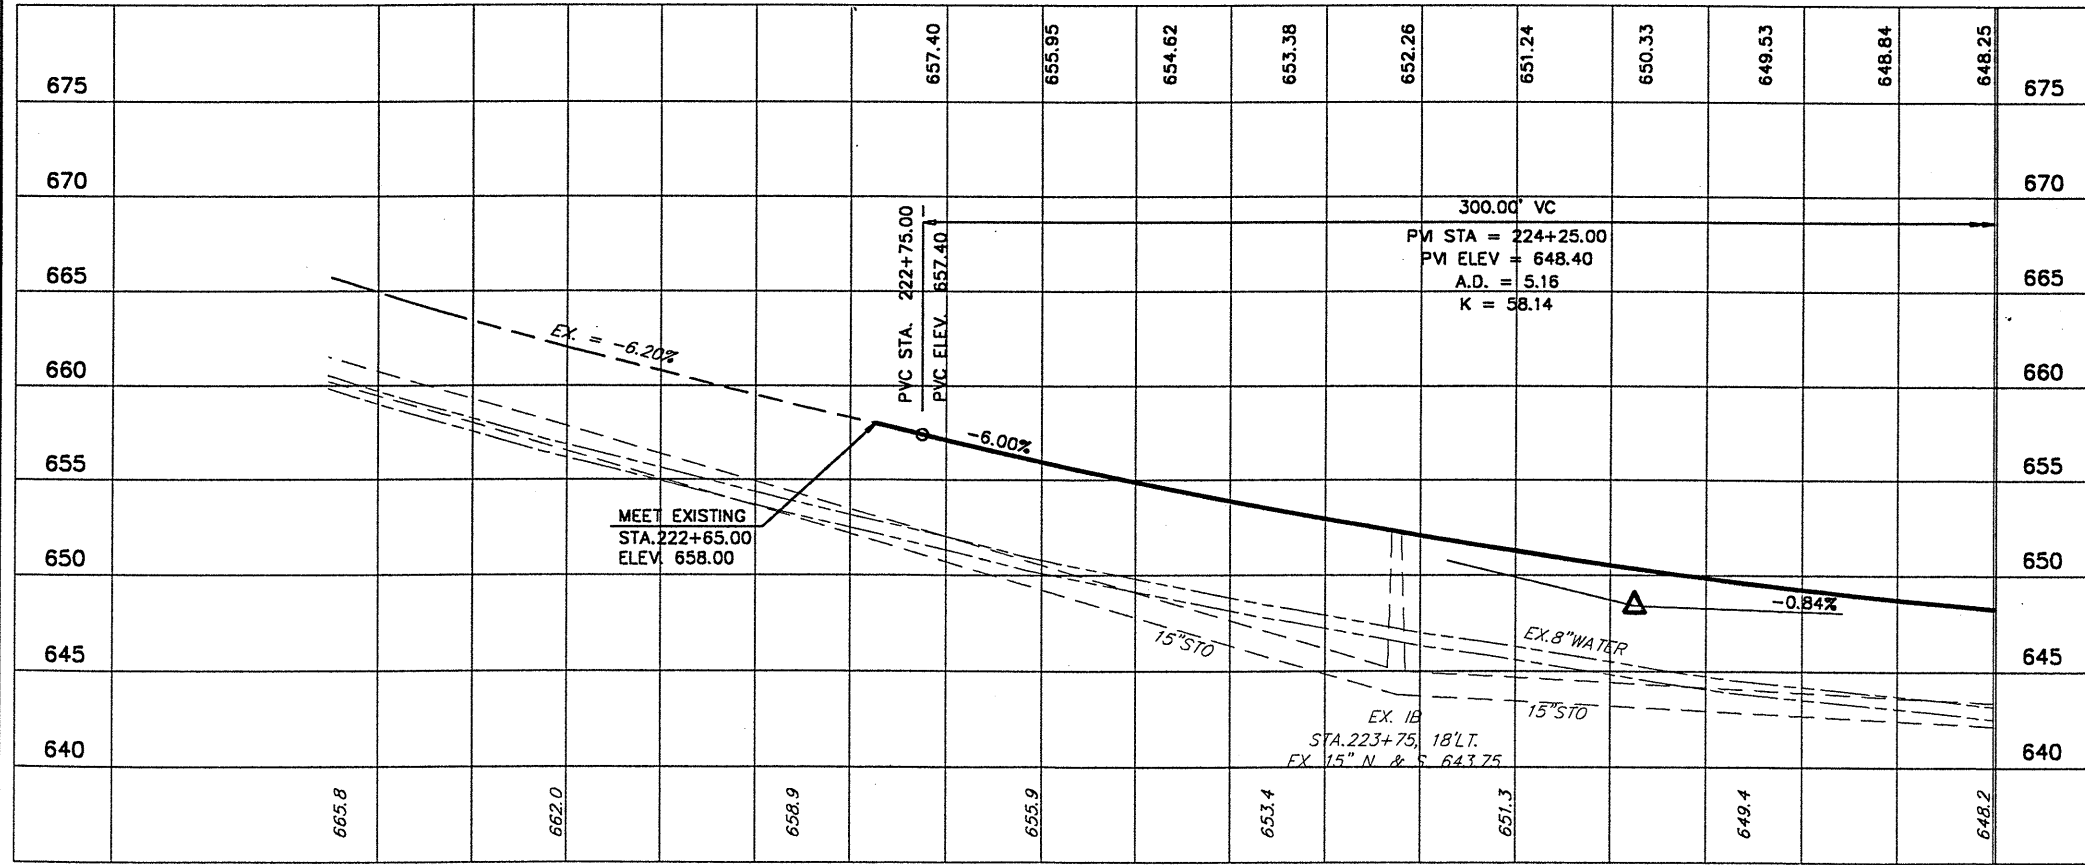 657.40
655.95
654.62
653.38
652.26
651.24
650.33
649.53
648.84
648.25
675
675
670
670
300.00' VC
PVI STA = 224+25.00
PVI ELEV = 648.40
A.D. = 5.16
K = 58.14
PVC STA. 222+75.00
PVC ELEV. 657.40
665
665
EX. = -6.20%
660
660
-6.00%
655
655
MEET EXISTING
STA.222+65.00
ELEV. 658.00
650
650
-0.84%
15"STO
EX.8"WATER
645
645
15"STO
EX. IB
STA.223+75, 18'LT.
EX. 15" N. & S. 643.75
640
640
665.8
662.0
658.9
655.9
653.4
651.3
649.4
648.2